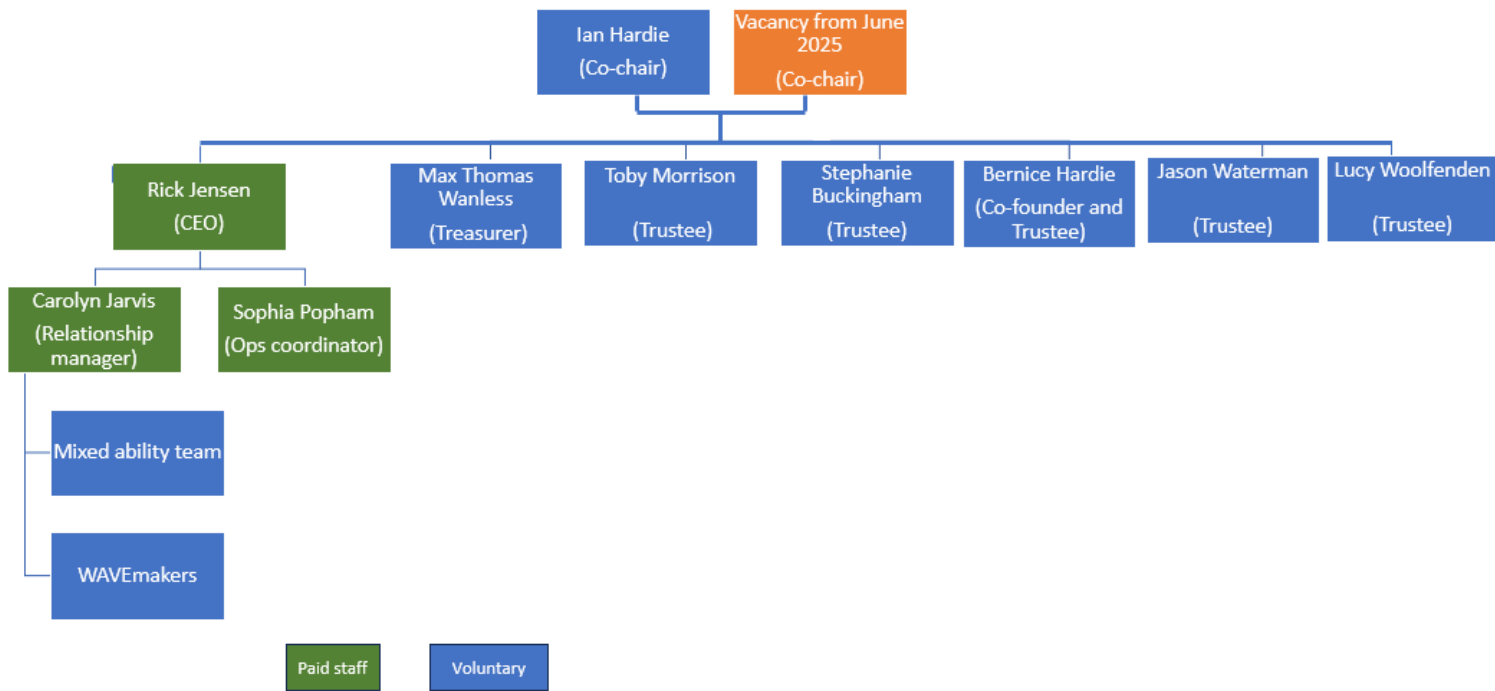 Ian Hardie
(Co-chair)
Vacancy from June
2025
(Co-chair)
Rick Jensen
(CEO)
Max Thomas
Wanless
(Treasurer)
Toby Morrison
(Trustee)
Stephanie
Buckingham
(Trustee)
Bernice Hardie
(Co-founder and
Trustee)
Jason Waterman
(Trustee)
Lucy Woolfenden
(Trustee)
Carolyn Jarvis
(Relationship
manager)
Sophia Popham
(Ops coordinator)
Mixed ability team
WAVEmakers
Paid staff
Voluntary